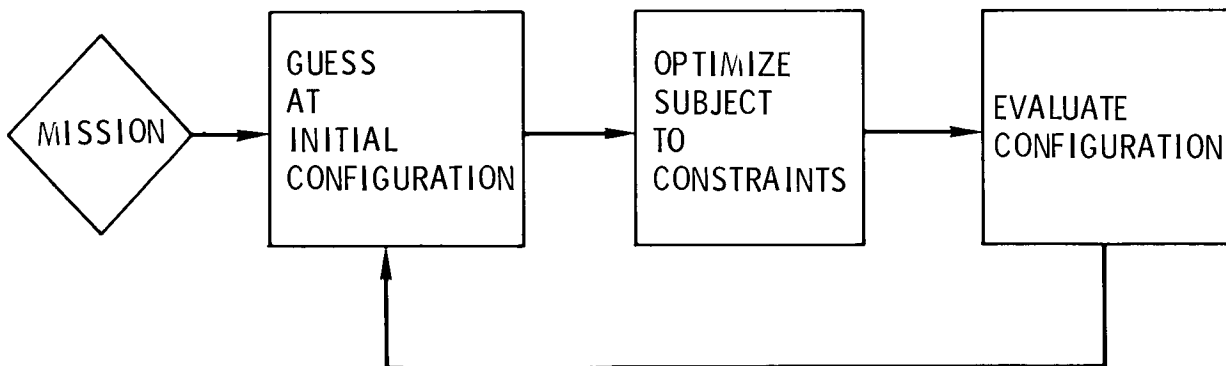 MISSION
GUESS
AT
INITIAL
CONFIGURATION
OPTIMIZE
SUBJECT
TO
CONSTRAINTS
EVALUATE
CONFIGURATION